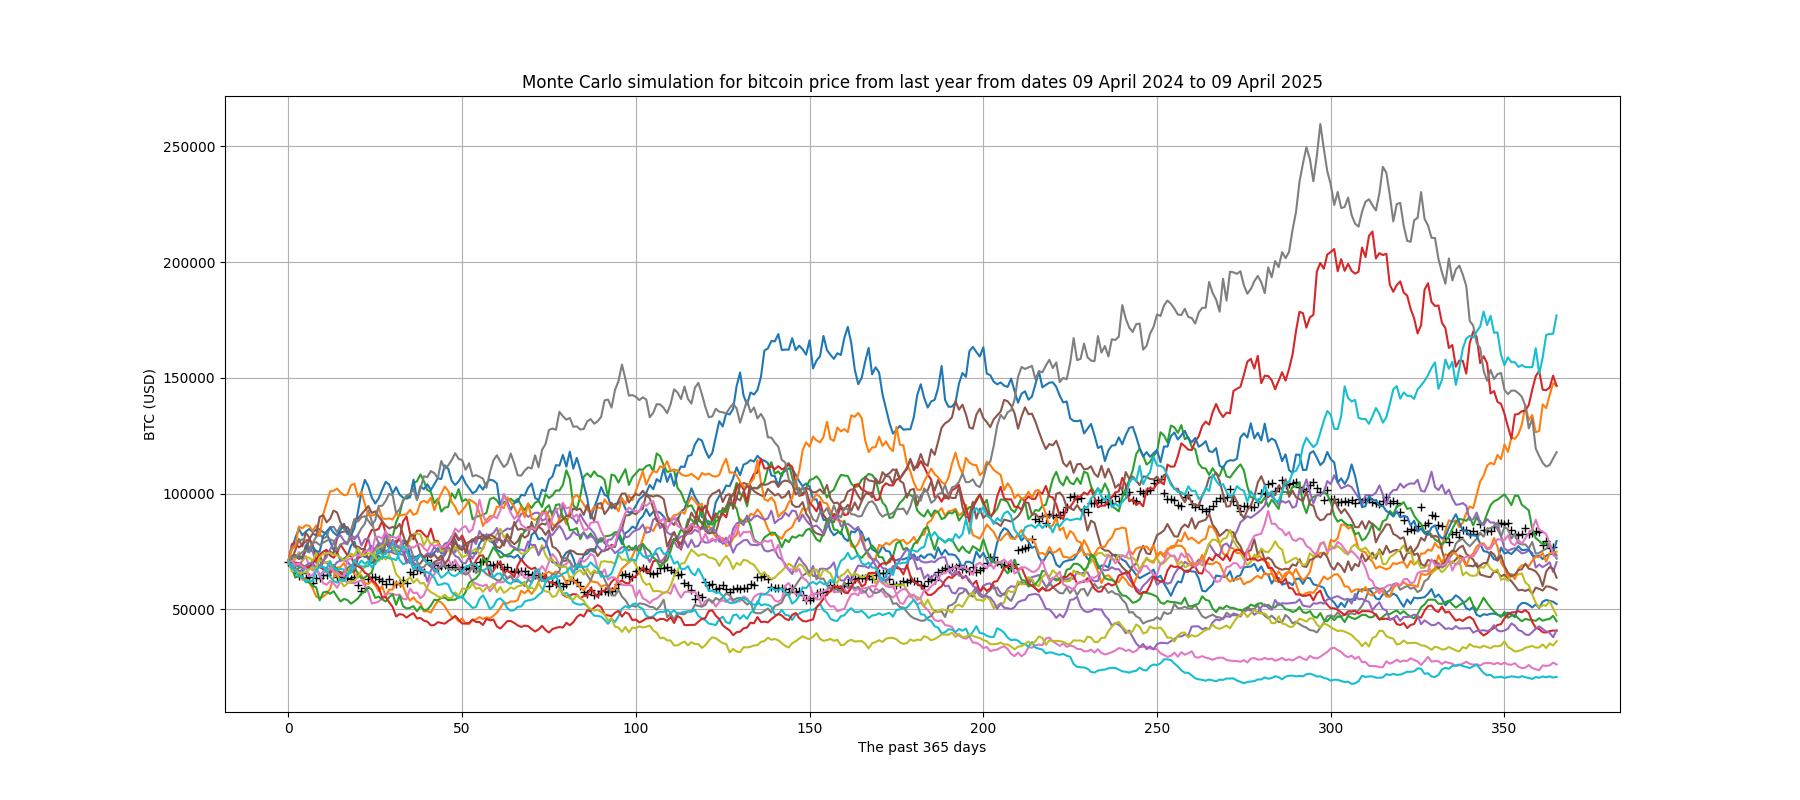 Monte Carlo simulation for bitcoin price from last year from dates 09 April 2024 to 09 April 2025
250000
200000
150000
100000
50000
BTC (USD)
0 50 100 150 200 250 300 350
The past 365 days